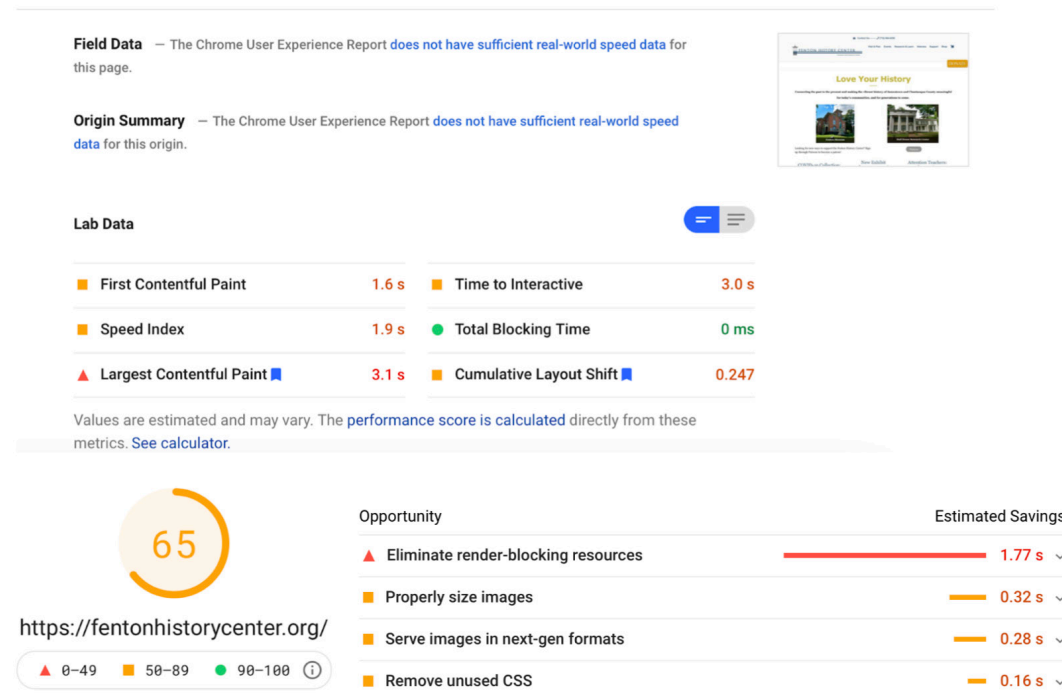 Field Data — The Chrome User Experience Report does not have sufficient real-world speed data for
this page.
Origin Summary — The Chrome User Experience Report does not have sufficient real-world speed
data for this origin.
Love Your History
Lab Data
First Contentful Paint 1.6 s
Time to Interactive 3.0 s
Speed Index 1.9 s
Total Blocking Time 0 ms
Largest Contentful Paint 3.1 s
Cumulative Layout Shift 0.247
Values are estimated and may vary. The performance score is calculated directly from these
metrics. See calculator.
65
https://fentonhistorycenter.org/
0–49 50–89 90–100
Opportunity Estimated Savings
Eliminate render-blocking resources 1.77 s
Properly size images 0.32 s
Serve images in next-gen formats 0.28 s
Remove unused CSS 0.16 s